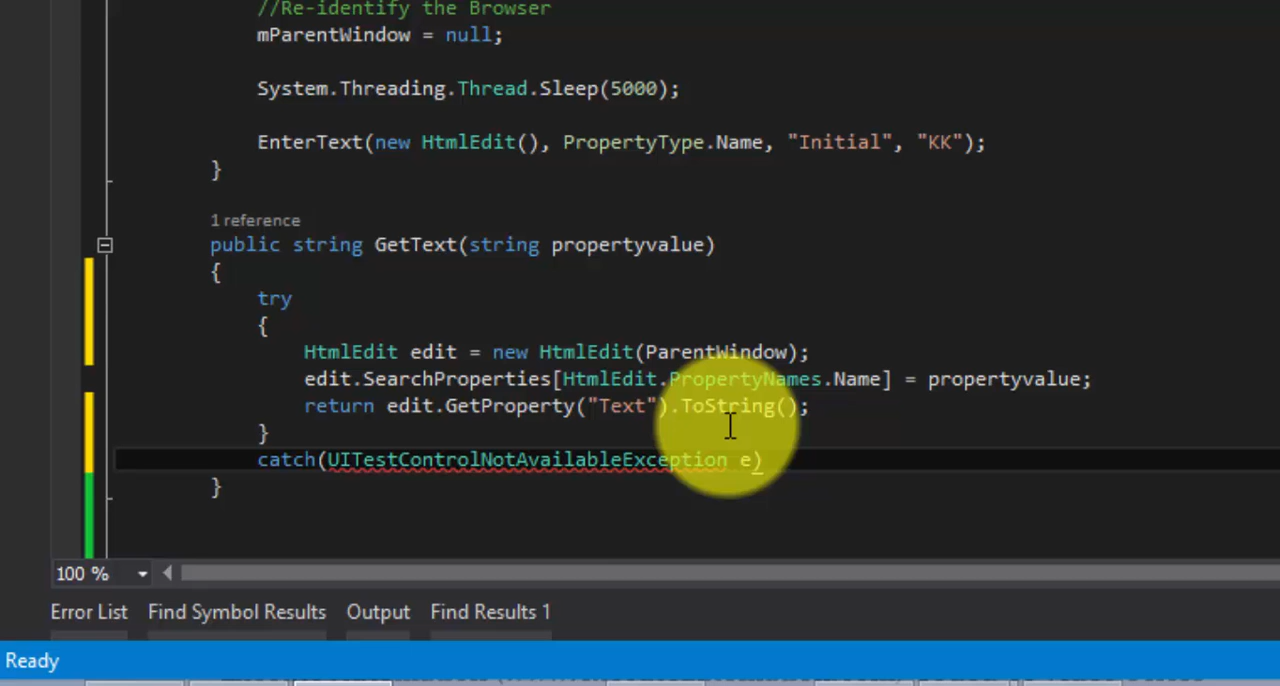 //Re-identify the Browser
mParentWindow = null;
System.Threading.Thread.Sleep(5000);
EnterText(new HtmlEdit(), PropertyType.Name, "Initial", "KK");
}
1 reference
public string GetText(string propertyvalue)
{
try
{
HtmlEdit edit = new HtmlEdit(ParentWindow);
edit.SearchProperties[HtmlEdit.PropertyNames.Name] = propertyvalue;
return edit.GetProperty("Text").ToString();
}
catch(UITestControlNotAvailableException e)
}
100 %
Error List Find Symbol Results Output Find Results 1
Ready